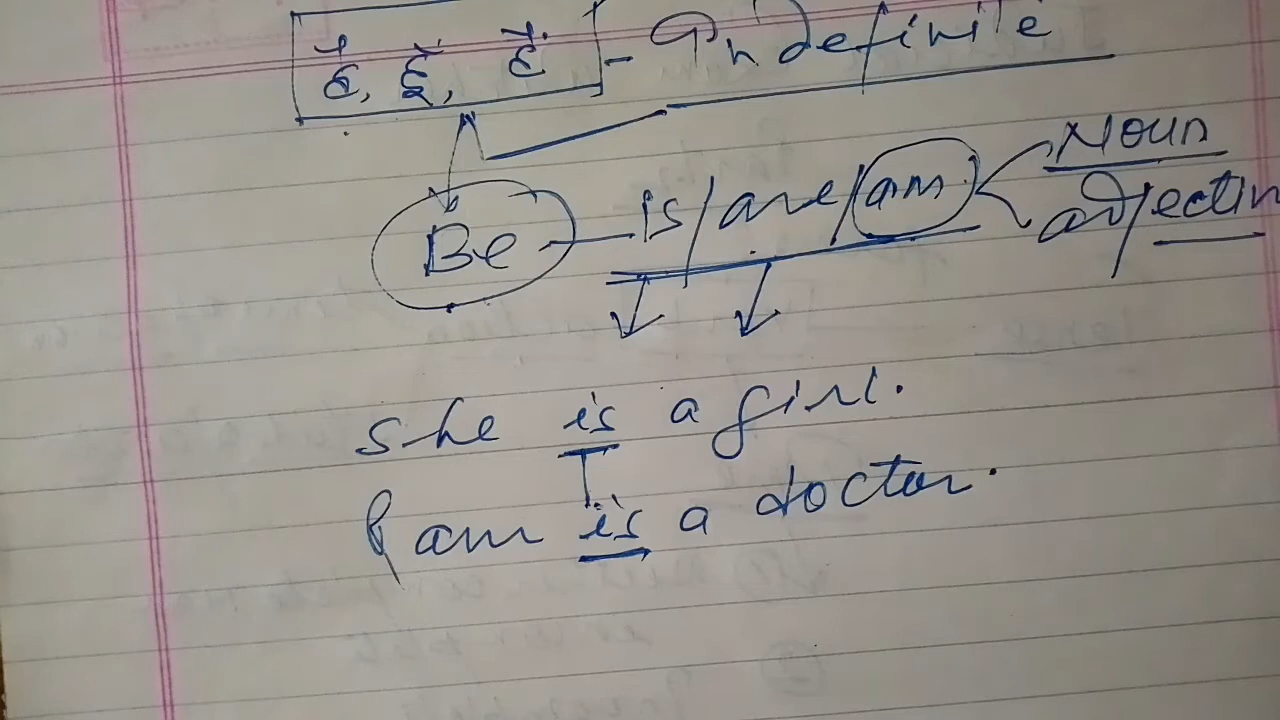 है, हूँ, हैं - Indefinite
Be - is/are/am
Noun
adjectiv
She is a girl.
Ram is a doctor.